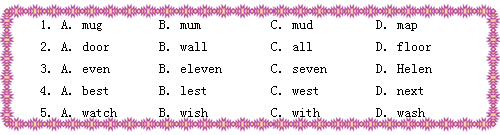 1. A. mug B. mum C. mud D. map
2. A. door B. wall C. all D. floor
3. A. even B. eleven C. seven D. Helen
4. A. best B. lest C. west D. next
5. A. watch B. wish C. with D. wash